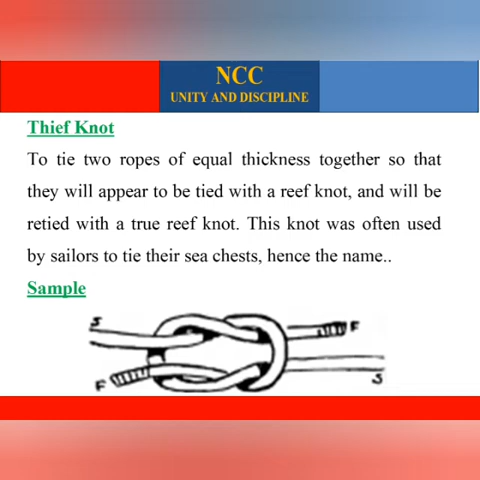 NCC
UNITY AND DISCIPLINE
Thief Knot
To tie two ropes of equal thickness together so that
they will appear to be tied with a reef knot, and will be
retied with a true reef knot. This knot was often used
by sailors to tie their sea chests, hence the name..
Sample
S
F
F
S